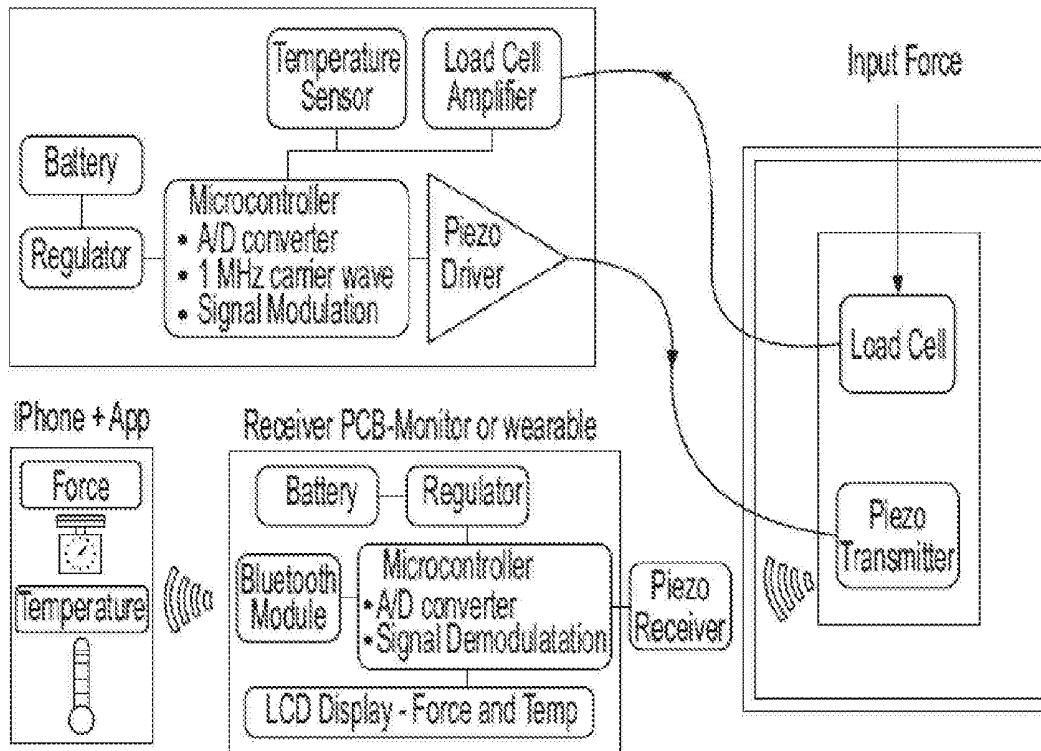 Temperature
Sensor
Load Cell
Amplifier
Input Force
Battery
Regulator
Microcontroller
• A/D converter
• 1 MHz carrier wave
• Signal Modulation
Piezo
Driver
Load Cell
Piezo
Transmitter
iPhone + App
Force
Temperature
Receiver PCB-Monitor or wearable
Battery
Regulator
Bluetooth
Module
Microcontroller
• A/D converter
• Signal Demodulatation
Piezo
Receiver
LCD Display - Force and Temp